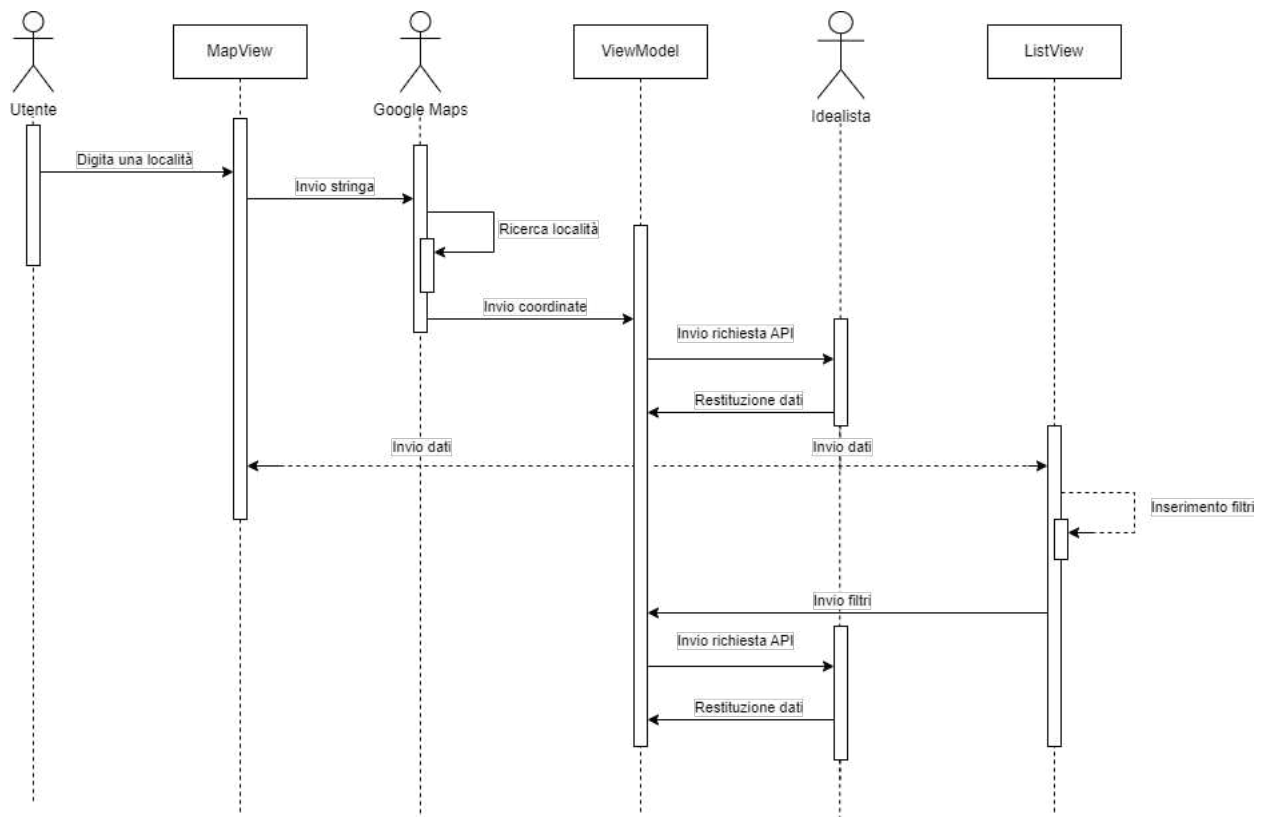 MapView
ViewModel
ListView
Utente
Google Maps
Idealista
Digita una località
Invio stringa
Ricerca località
Invio coordinate
Invio richiesta API
Restituzione dati
Invio dati
Invio dati
Inserimento filtri
Invio filtri
Invio richiesta API
Restituzione dati